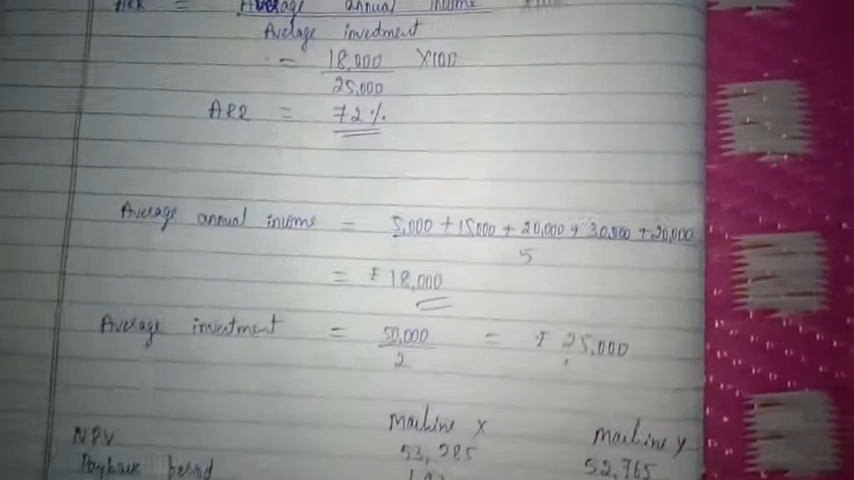 ARR = Average annual income
Average investment
= 18,000 X100
25,000
ARR = 72%
Average annual income = 5,000 + 15,000 + 20,000 + 30,000 + 20,000
5
= ₹ 18,000
Average investment = 50,000 = ₹ 25,000
2
Machine X Machine Y
NPV 53,285 52,765
Payback period